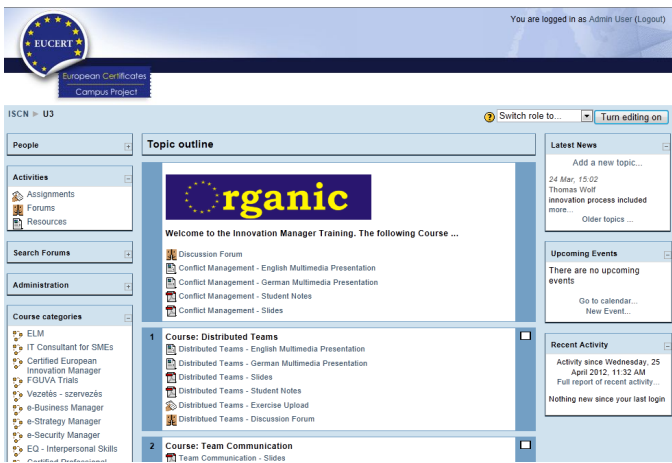 You are logged in as Admin User (Logout)
EUCERT
European Certificates
Campus Project
ISCN ► U3
Switch role to...
Turn editing on
People
Activities
Assignments
Forums
Resources
Search Forums
Administration
Course categories
ELM
IT Consultant for SMEs
Certified European
Innovation Manager
FGUVA Trials
Vezetés - szervezés
e-Business Manager
e-Strategy Manager
e-Security Manager
EQ - Interpersonal Skills
Certified Professional
Topic outline
Organic
Welcome to the Innovation Manager Training. The following Course ...
Discussion Forum
Conflict Management - English Multimedia Presentation
Conflict Management - German Multimedia Presentation
Conflict Management - Student Notes
Conflict Management - Slides
1 Course: Distributed Teams
Distributed Teams - English Multimedia Presentation
Distributed Teams - German Multimedia Presentation
Distributed Teams - Slides
Distributed Teams - Student Notes
Distribtued Teams - Exercise Upload
Distribtued Teams - Discussion Forum
2 Course: Team Communication
Team Communication - Slides
Latest News
Add a new topic...
24 Mar, 15:02
Thomas Wolf
innovation process included
more...
Older topics ...
Upcoming Events
There are no upcoming
events
Go to calendar...
New Event...
Recent Activity
Activity since Wednesday, 25
April 2012, 11:32 AM
Full report of recent activity...
Nothing new since your last login